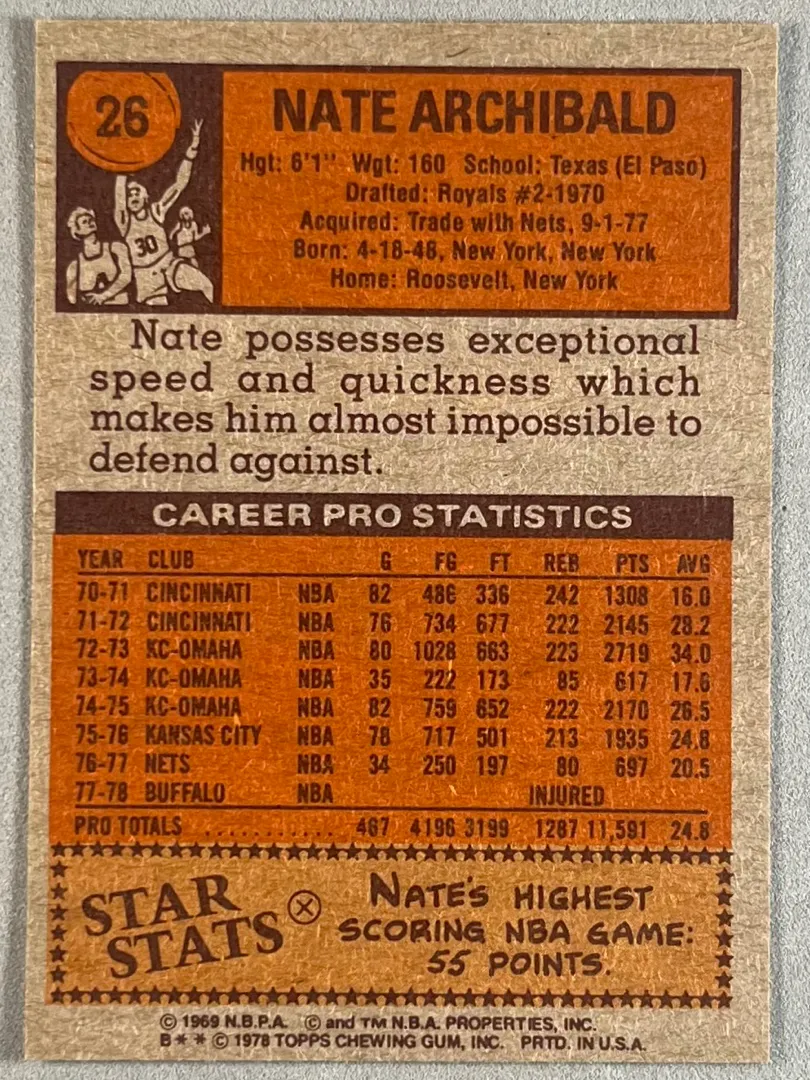 26
NATE ARCHIBALD
Hgt: 6'1" Wgt: 160 School: Texas (El Paso)
Drafted: Royals #2-1970
Acquired: Trade with Nets, 9-1-77
Born: 4-18-48, New York, New York
Home: Roosevelt, New York
30
Nate possesses exceptional
speed and quickness which
makes him almost impossible to
defend against.
CAREER PRO STATISTICS
YEAR CLUB G FG FT REB PTS AVG
70-71 CINCINNATI NBA 82 486 336 242 1308 16.0
71-72 CINCINNATI NBA 76 734 677 222 2145 28.2
72-73 KC-OMAHA NBA 80 1028 663 223 2719 34.0
73-74 KC-OMAHA NBA 35 222 173 85 617 17.6
74-75 KC-OMAHA NBA 82 759 652 222 2170 26.5
75-76 KANSAS CITY NBA 78 717 501 213 1935 24.8
76-77 NETS NBA 34 250 197 80 697 20.5
77-78 BUFFALO NBA INJURED
PRO TOTALS ........... 467 4196 3199 1287 11,591 24.8
STAR STATS
NATE'S HIGHEST
SCORING NBA GAME:
55 POINTS.
© 1969 N.B.P.A. © and TM N.B.A. PROPERTIES, INC.
B * * © 1978 TOPPS CHEWING GUM, INC. PRTD. IN U.S.A.